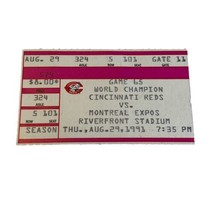 AUG. 29 324 S 101 GATE 11
$8.00
324
S 101
SEASON
GAME 65
WORLD CHAMPION
CINCINNATI REDS
VS.
MONTREAL EXPOS
RIVERFRONT STADIUM
THU., AUG. 29, 1991 7:35 PM